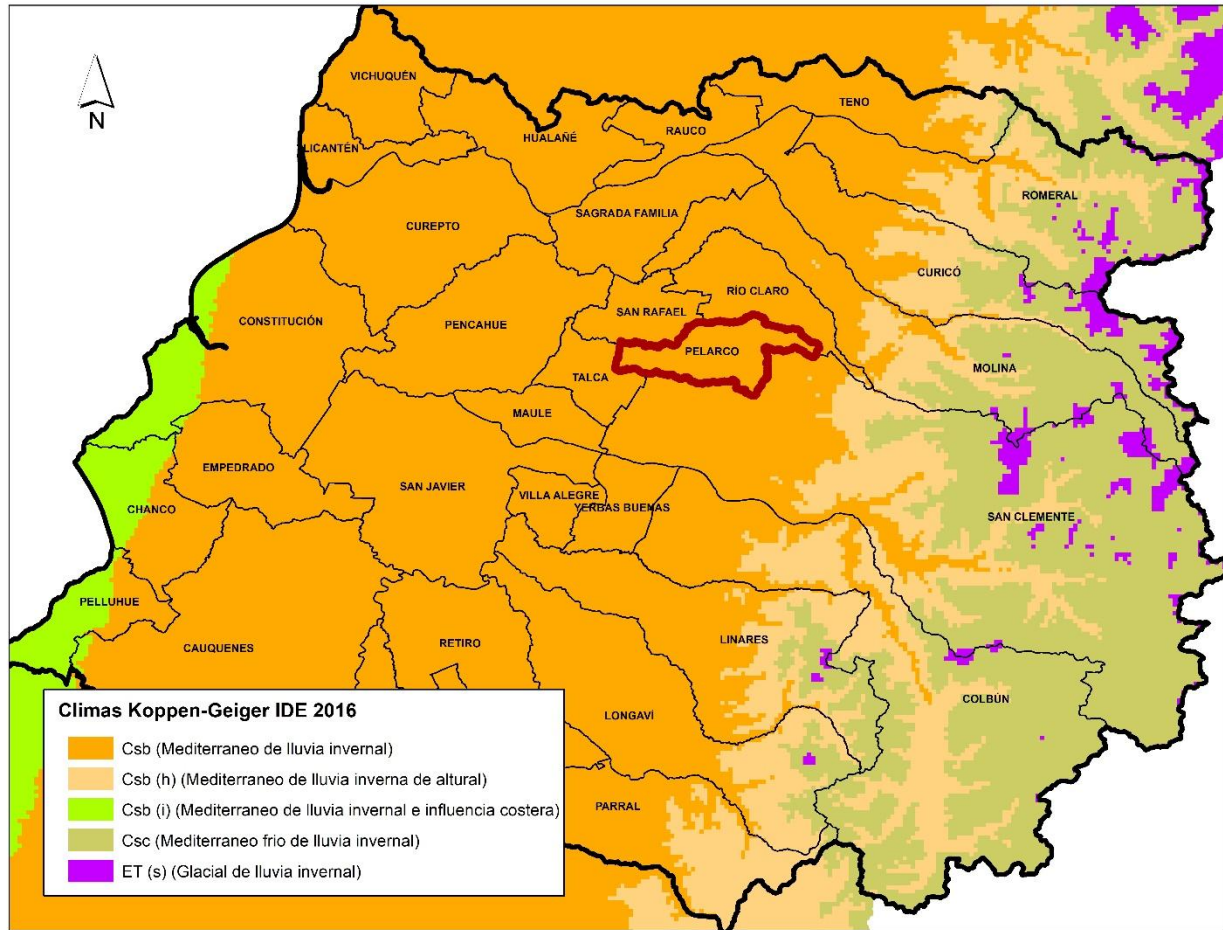 N
VICHUQUÉN
TENO
RAUCO
HUALAÑÉ
LICANTÉN
ROMERAL
SAGRADA FAMILIA
CUREPTO
CURICÓ
RÍO CLARO
SAN RAFAEL
CONSTITUCIÓN
PENCAHUE
PELARCO
MOLINA
TALCA
MAULE
EMPEDRADO
SAN JAVIER
VILLA ALEGRE
YERBAS BUENAS
CHANCO
SAN CLEMENTE
PELLUHUE
CAUQUENES
RETIRO
LINARES
COLBÚN
LONGAVÍ
PARRAL
Climas Koppen-Geiger IDE 2016
Csb (Mediterraneo de lluvia invernal)
Csb (h) (Mediterraneo de lluvia inverna de altural)
Csb (i) (Mediterraneo de lluvia invernal e influencia costera)
Csc (Mediterraneo frio de lluvia invernal)
ET (s) (Glacial de lluvia invernal)